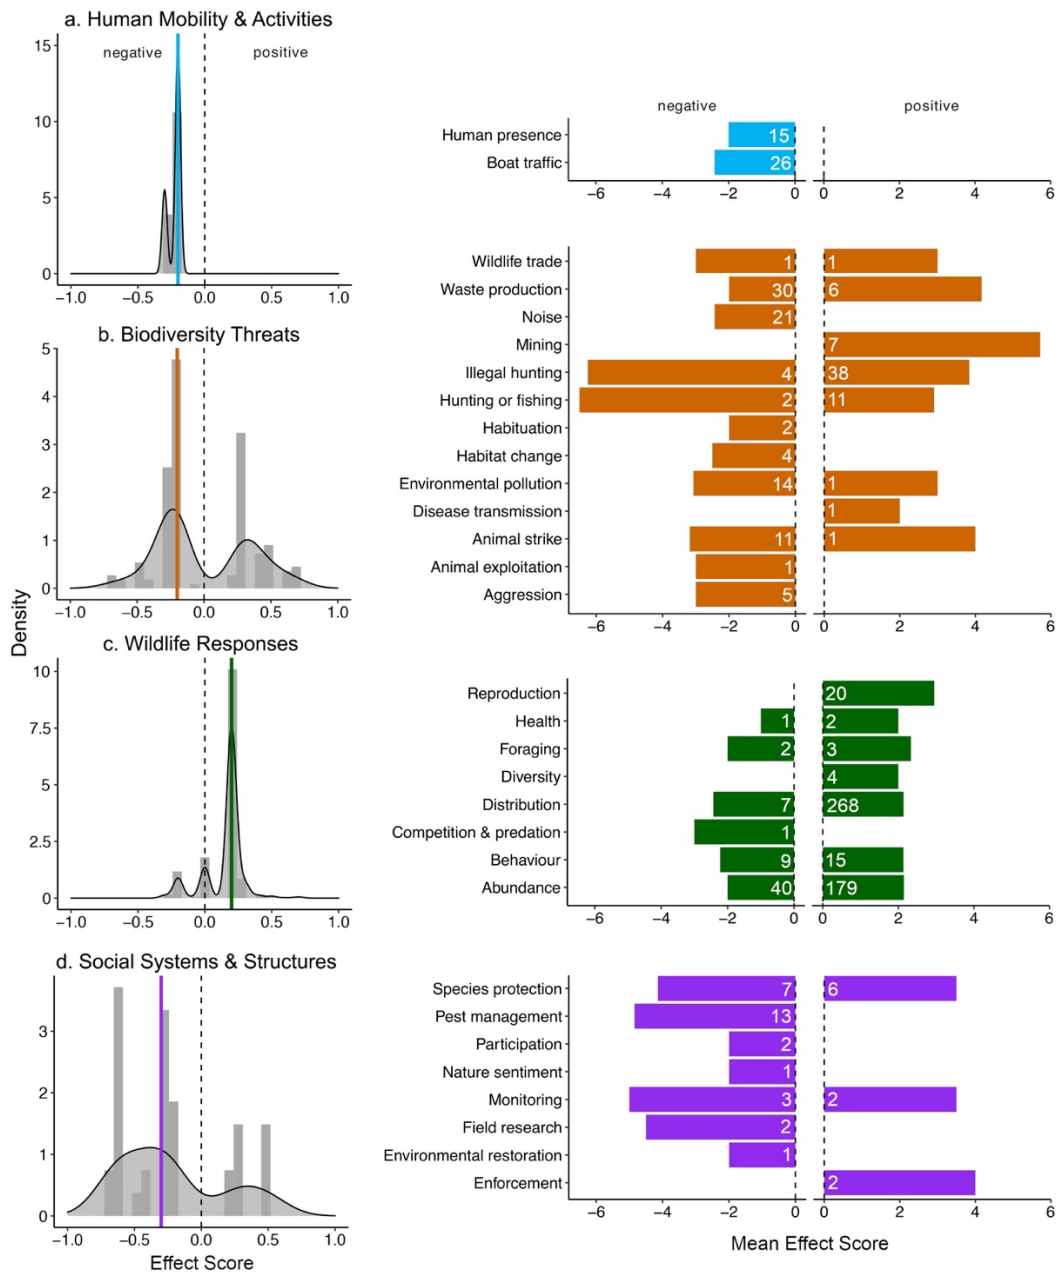 a. Human Mobility & Activities
negative
positive
15
10
5
0
−1.0
−0.5
0.0
0.5
1.0
negative
positive
Human presence
15
Boat traffic
26
−6
−4
−2
0
0
2
4
6
b. Biodiversity Threats
5
4
3
2
1
0
−1.0
−0.5
0.0
0.5
1.0
Wildlife trade
1
1
Waste production
30
6
Noise
21
Mining
7
Illegal hunting
4
38
Hunting or fishing
2
11
Habituation
2
Habitat change
4
Environmental pollution
14
1
Disease transmission
1
Animal strike
11
1
Animal exploitation
1
Aggression
5
−6
−4
−2
0
0
2
4
6
Density
c. Wildlife Responses
10
7.5
5
2.5
0
−1.0
−0.5
0.0
0.5
1.0
Reproduction
20
Health
1
2
Foraging
2
3
Diversity
4
Distribution
7
268
Competition & predation
1
Behaviour
9
15
Abundance
40
179
−6
−4
−2
0
0
2
4
6
d. Social Systems & Structures
3
2
1
0
−1.0
−0.5
0.0
0.5
1.0
Effect Score
Species protection
7
6
Pest management
13
Participation
2
Nature sentiment
1
Monitoring
3
2
Field research
2
Environmental restoration
1
Enforcement
2
−6
−4
−2
0
0
2
4
6
Mean Effect Score